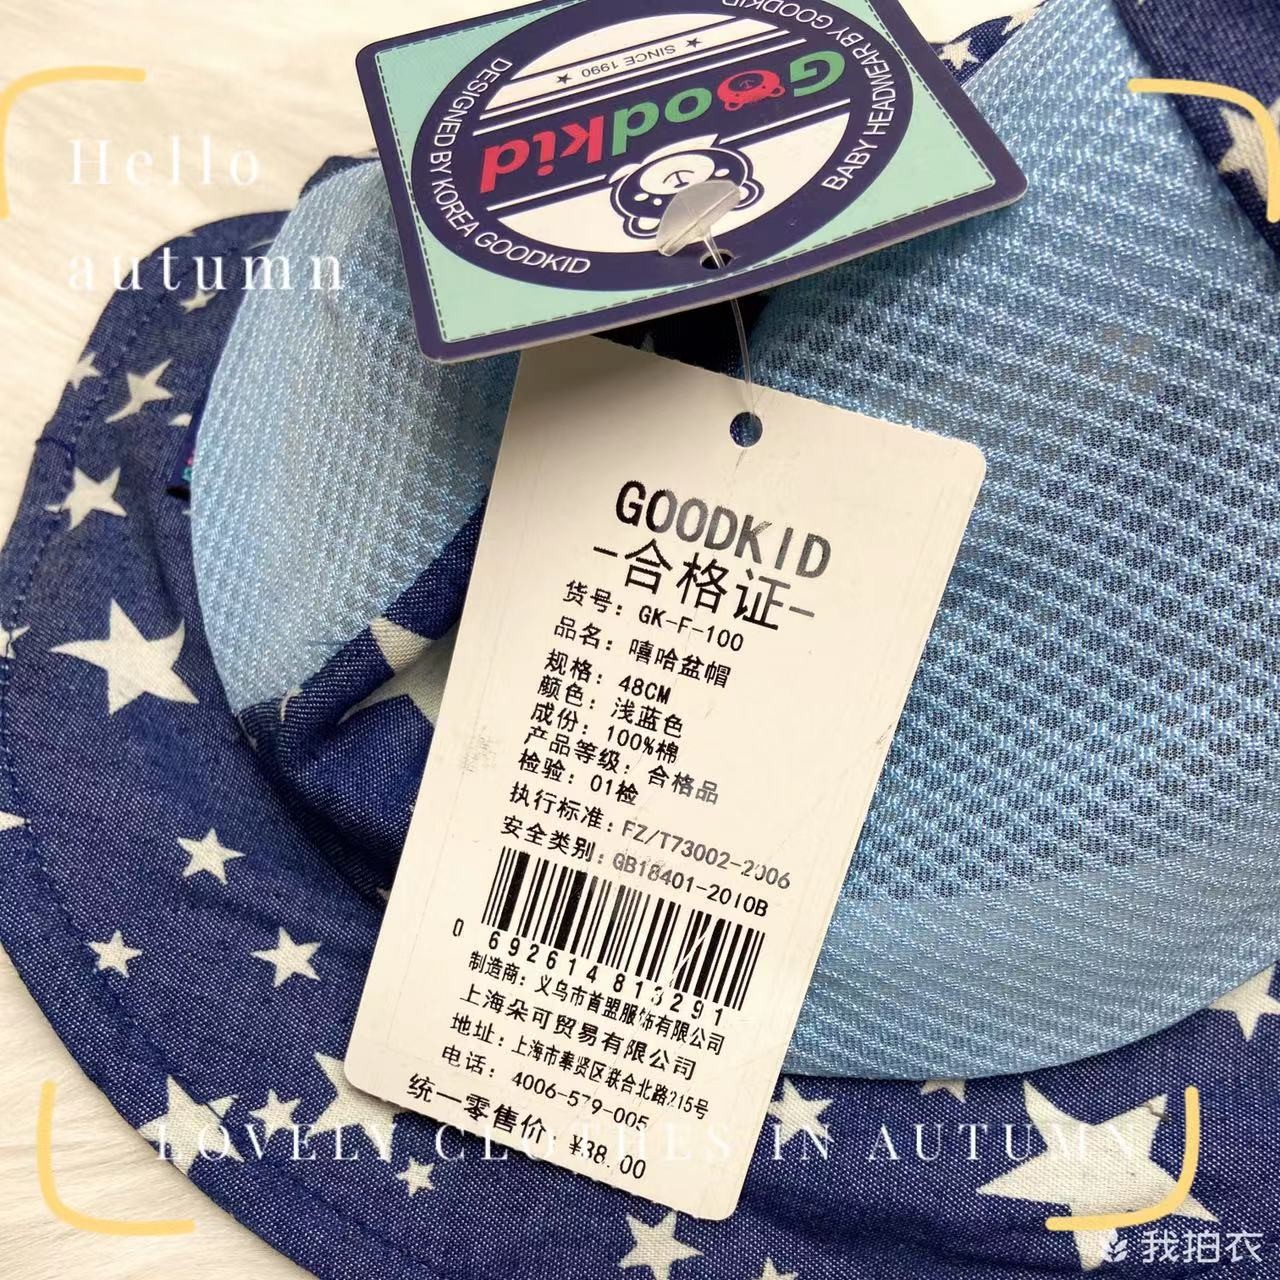 Hello
autumn
DESIGNED BY KOREA GOODKID
BABY HEADWEAR BY GOODKID
SINCE 1990
Goodkid
GOODKID
-合格证-
货号: GK-F-100
品名: 嘻哈盆帽
规格: 48CM
颜色: 浅蓝色
成份: 100%棉
产品等级: 合格品
检验: 01检
执行标准: FZ/T73002-2006
安全类别: GB18401-2010B
0 692614813291
制造商: 义乌市首盟服饰有限公司
上海朵可贸易有限公司
地址: 上海市奉贤区联合北路215号
电话: 4006-579-005
统一零售价 ¥38.00
LOVELY CLOTHES IN AUTUMN
我拍衣